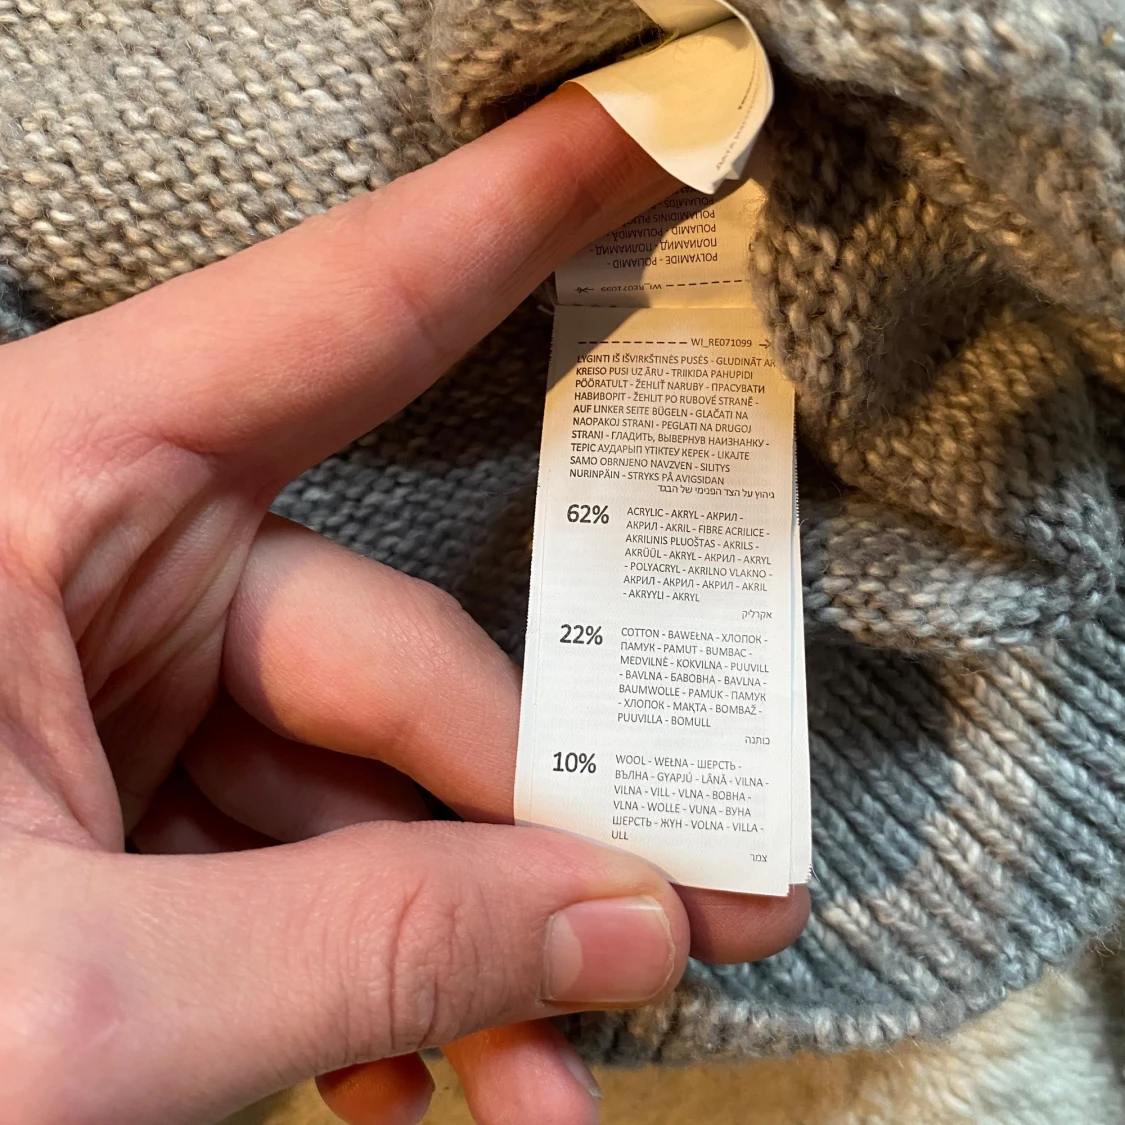 POLYAMIDE - POLIAMID -
ПОЛИАМИД - ПОЛИАМИД
POLIAMIDĂ -
POLIAMIDINIS
WI_RE071099
WI_RE071099
LYGINTI IŠ IŠVIRKŠTINĖS PUSĖS - GLUDINĀT AR
KREISO PUSI UZ ĀRU - TRIIKIDA PAHUPIDI
PÖÖRATULT - ŽEHLIŤ NARUBY - ПРАСУВАТИ
НАВИВОРІТ - ŽEHLIT PO RUBOVÉ STRANĚ -
AUF LINKER SEITE BÜGELN - GLAČATI NA
NAOPAKOJ STRANI - PEGLATI NA DRUGOJ
STRANI - ГЛАДИТЬ, ВЫВЕРНУВ НАИЗНАНКУ -
ТЕРІС АУДАРЫП ҮТІКТЕУ КЕРЕК - LIKAJTE
SAMO OBRNJENO NAVZVEN - SILITYS
NURINPÄIN - STRYKS PÅ AVIGSIDAN
גיהוץ על הצד הפנימי של הבגד
62% ACRYLIC - AKRYL - АКРИЛ -
АКРИЛ - AKRIL - FIBRE ACRILICE -
AKRILINIS PLUOŠTAS - AKRILS -
AKRÜÜL - AKRYL - АКРИЛ - AKRYL
- POLYACRYL - AKRILNO VLAKNO -
АКРИЛ - АКРИЛ - АКРИЛ - AKRIL
- AKRYYLI - AKRYL
אקרליק
22% COTTON - BAWEŁNA - ХЛОПОК -
ПАМУК - PAMUT - BUMBAC -
MEDVILNĖ - KOKVILNA - PUUVILL
- BAVLNA - БАВОВНА - BAVLNA -
BAUMWOLLE - PAMUK - ПАМУК
- ХЛОПОК - МАҚТА - BOMBAŽ -
PUUVILLA - BOMULL
כותנה
10% WOOL - WEŁNA - ШЕРСТЬ -
ВЪЛНА - GYAPJÚ - LÂNĂ - VILNA -
VILNA - VILL - VLNA - ВОВНА -
VLNA - WOLLE - VUNA - ВУНА
ШЕРСТЬ - ЖҮН - VOLNA - VILLA -
ULL
צמר